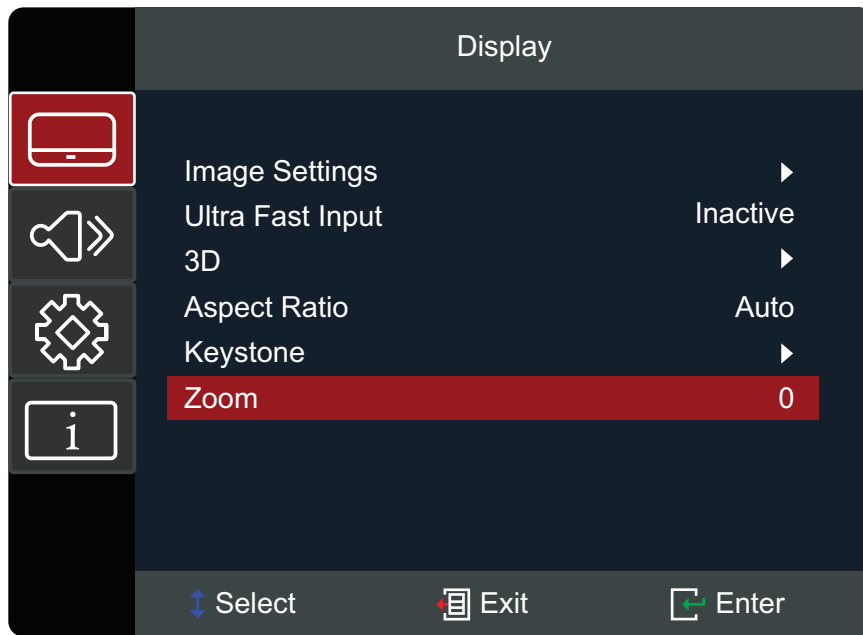 Display
Image Settings
Ultra Fast Input Inactive
3D
Aspect Ratio Auto
Keystone
Zoom 0
i
Select Exit Enter